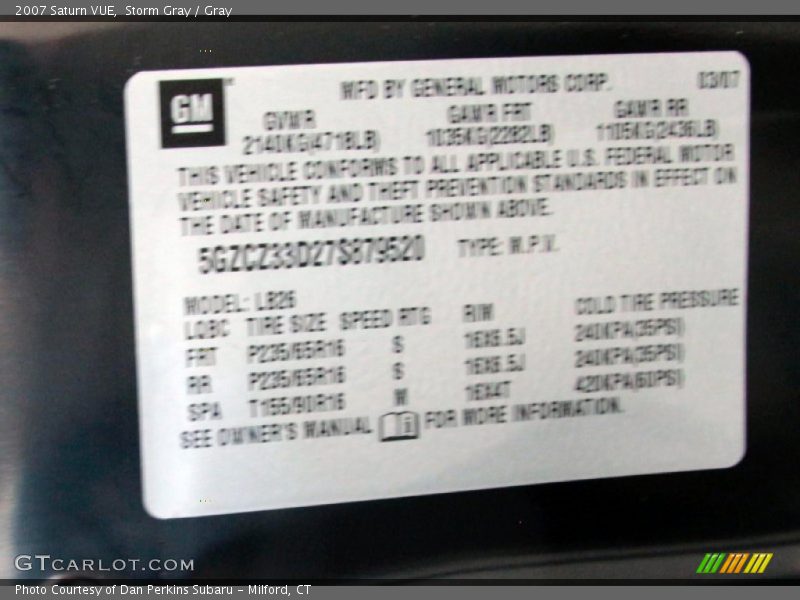 2007 Saturn VUE, Storm Gray / Gray
GM MFD BY GENERAL MOTORS CORP. 03/07
GVWR GAWR FRT GAWR RR
2140KG(4718LB) 1035KG(2282LB) 1105KG(2436LB)
THIS VEHICLE CONFORMS TO ALL APPLICABLE U.S. FEDERAL MOTOR
VEHICLE SAFETY AND THEFT PREVENTION STANDARDS IN EFFECT ON
THE DATE OF MANUFACTURE SHOWN ABOVE.
5GZCZ33D27S879520 TYPE: M.P.V.
MODEL: LB26
LQBC TIRE SIZE SPEED RTG RIM COLD TIRE PRESSURE
FRT P235/65R16 S 16X6.5J 240KPA(35PSI)
RR P235/65R16 S 16X6.5J 240KPA(35PSI)
SPA T155/90R16 M 16X4T 420KPA(60PSI)
SEE OWNER'S MANUAL FOR MORE INFORMATION.
GTCARLOT.COM
Photo Courtesy of Dan Perkins Subaru – Milford, CT